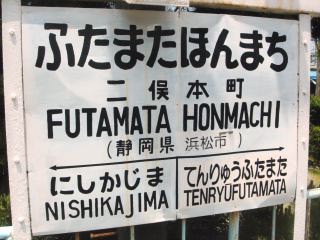 ふたまたほんまち
二俣本町
FUTAMATA HONMACHI
(静岡県 浜松市)
にしかじま てんりゅうふたまた
NISHIKAJIMA TENRYUFUTAMATA